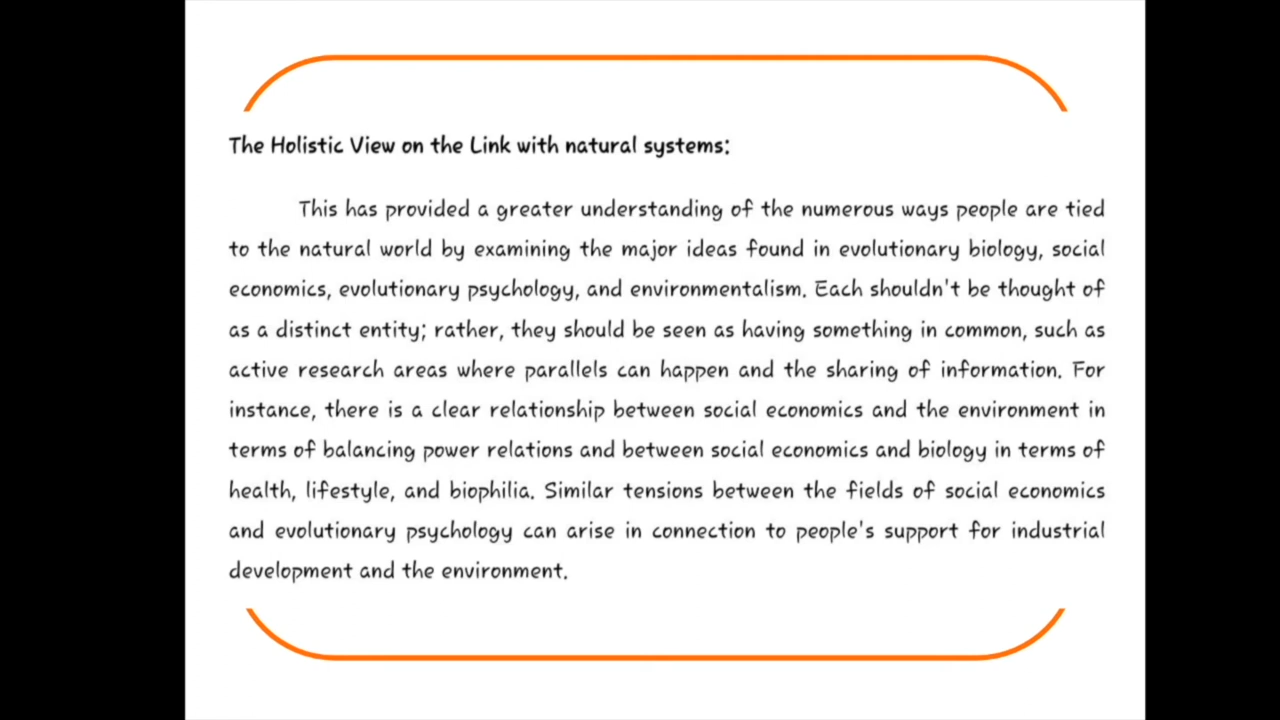 The Holistic View on the Link with natural systems:
This has provided a greater understanding of the numerous ways people are tied
to the natural world by examining the major ideas found in evolutionary biology, social
economics, evolutionary psychology, and environmentalism. Each shouldn't be thought of
as a distinct entity; rather, they should be seen as having something in common, such as
active research areas where parallels can happen and the sharing of information. For
instance, there is a clear relationship between social economics and the environment in
terms of balancing power relations and between social economics and biology in terms of
health, lifestyle, and biophilia. Similar tensions between the fields of social economics
and evolutionary psychology can arise in connection to people's support for industrial
development and the environment.